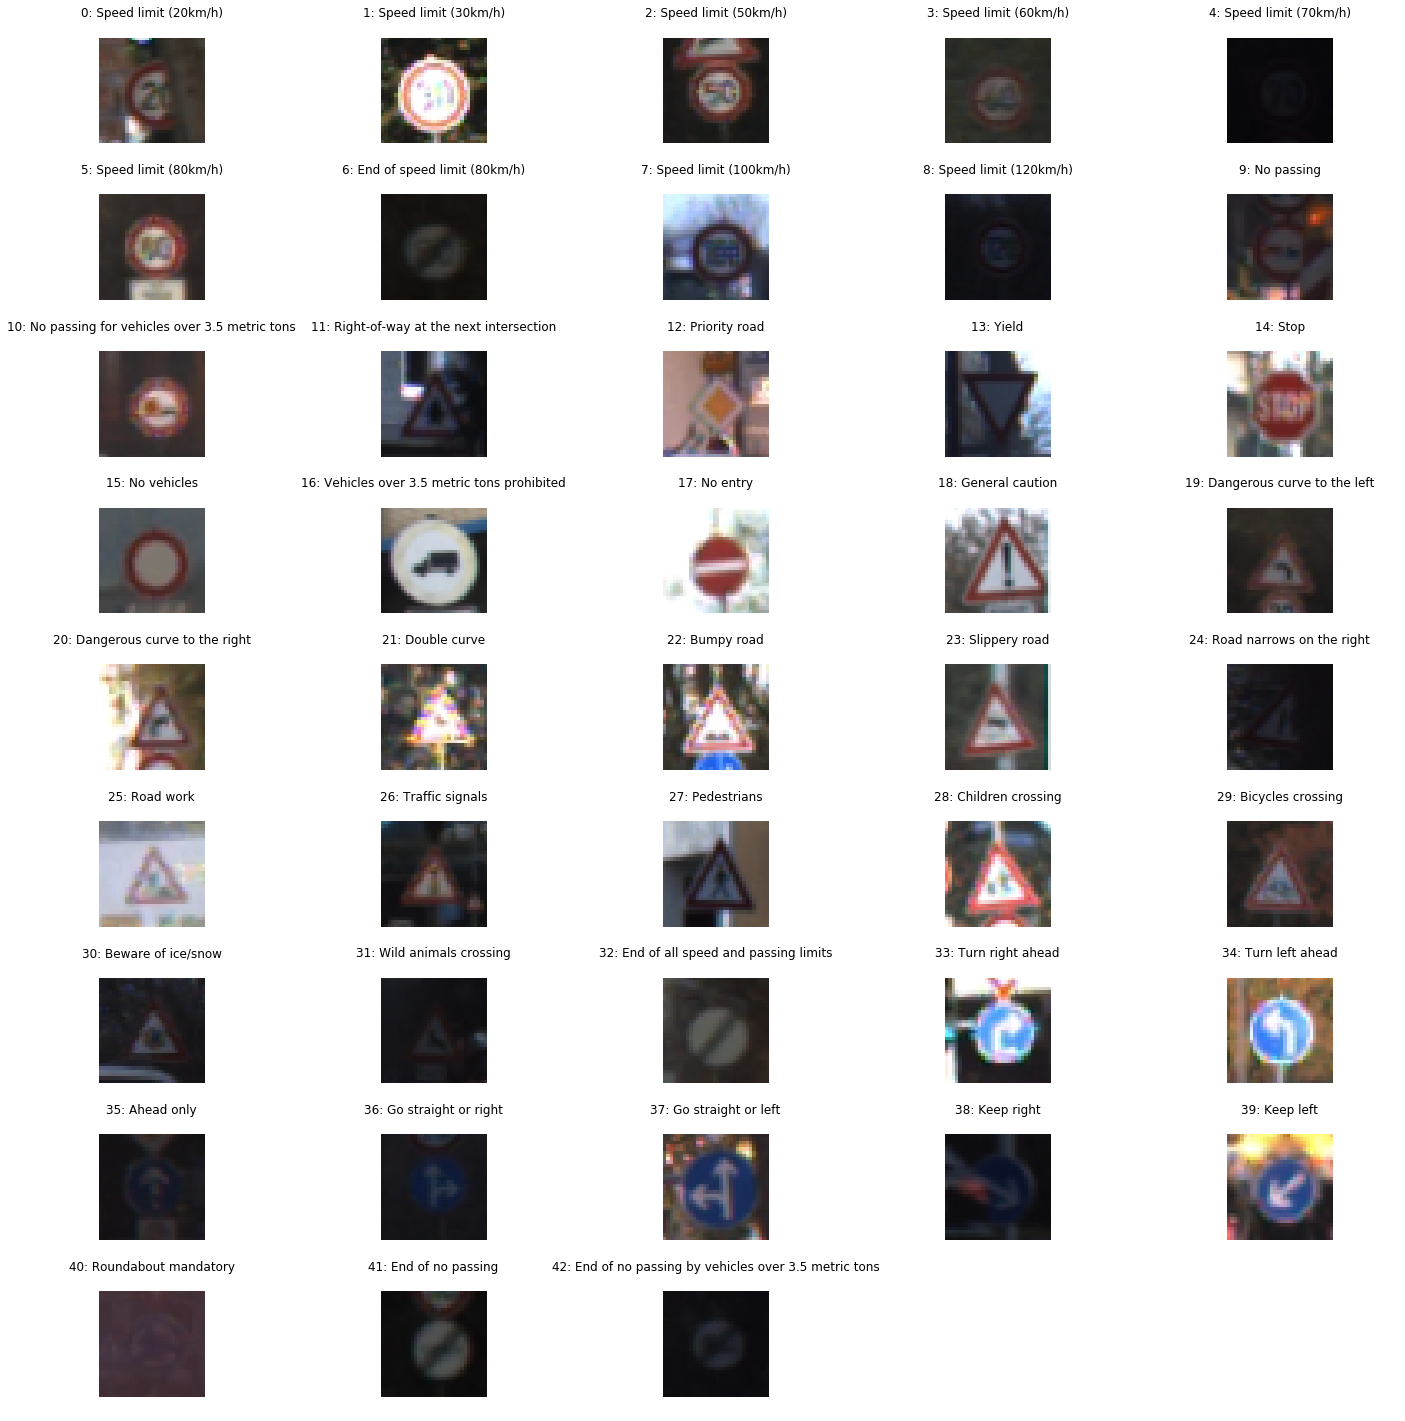 0: Speed limit (20km/h)
1: Speed limit (30km/h)
2: Speed limit (50km/h)
3: Speed limit (60km/h)
4: Speed limit (70km/h)
5: Speed limit (80km/h)
6: End of speed limit (80km/h)
7: Speed limit (100km/h)
8: Speed limit (120km/h)
9: No passing
10: No passing for vehicles over 3.5 metric tons
11: Right-of-way at the next intersection
12: Priority road
13: Yield
14: Stop
STOP
15: No vehicles
16: Vehicles over 3.5 metric tons prohibited
17: No entry
18: General caution
19: Dangerous curve to the left
20: Dangerous curve to the right
21: Double curve
22: Bumpy road
23: Slippery road
24: Road narrows on the right
25: Road work
26: Traffic signals
27: Pedestrians
28: Children crossing
29: Bicycles crossing
30: Beware of ice/snow
31: Wild animals crossing
32: End of all speed and passing limits
33: Turn right ahead
34: Turn left ahead
35: Ahead only
36: Go straight or right
37: Go straight or left
38: Keep right
39: Keep left
40: Roundabout mandatory
41: End of no passing
42: End of no passing by vehicles over 3.5 metric tons